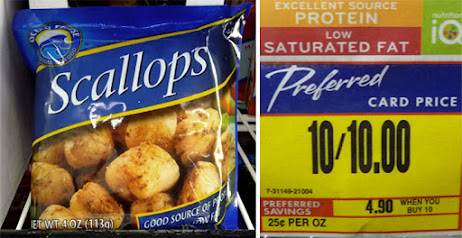 Scallops
NET WT 4 OZ (113g)
GOOD SOURCE OF
EXCELLENT SOURCE
PROTEIN
LOW
SATURATED FAT
nutrition
iQ
Preferred
CARD PRICE
10/10.00
7-31149-21004
PREFERRED
SAVINGS
4.90 WHEN YOU
BUY 10
25¢ PER OZ